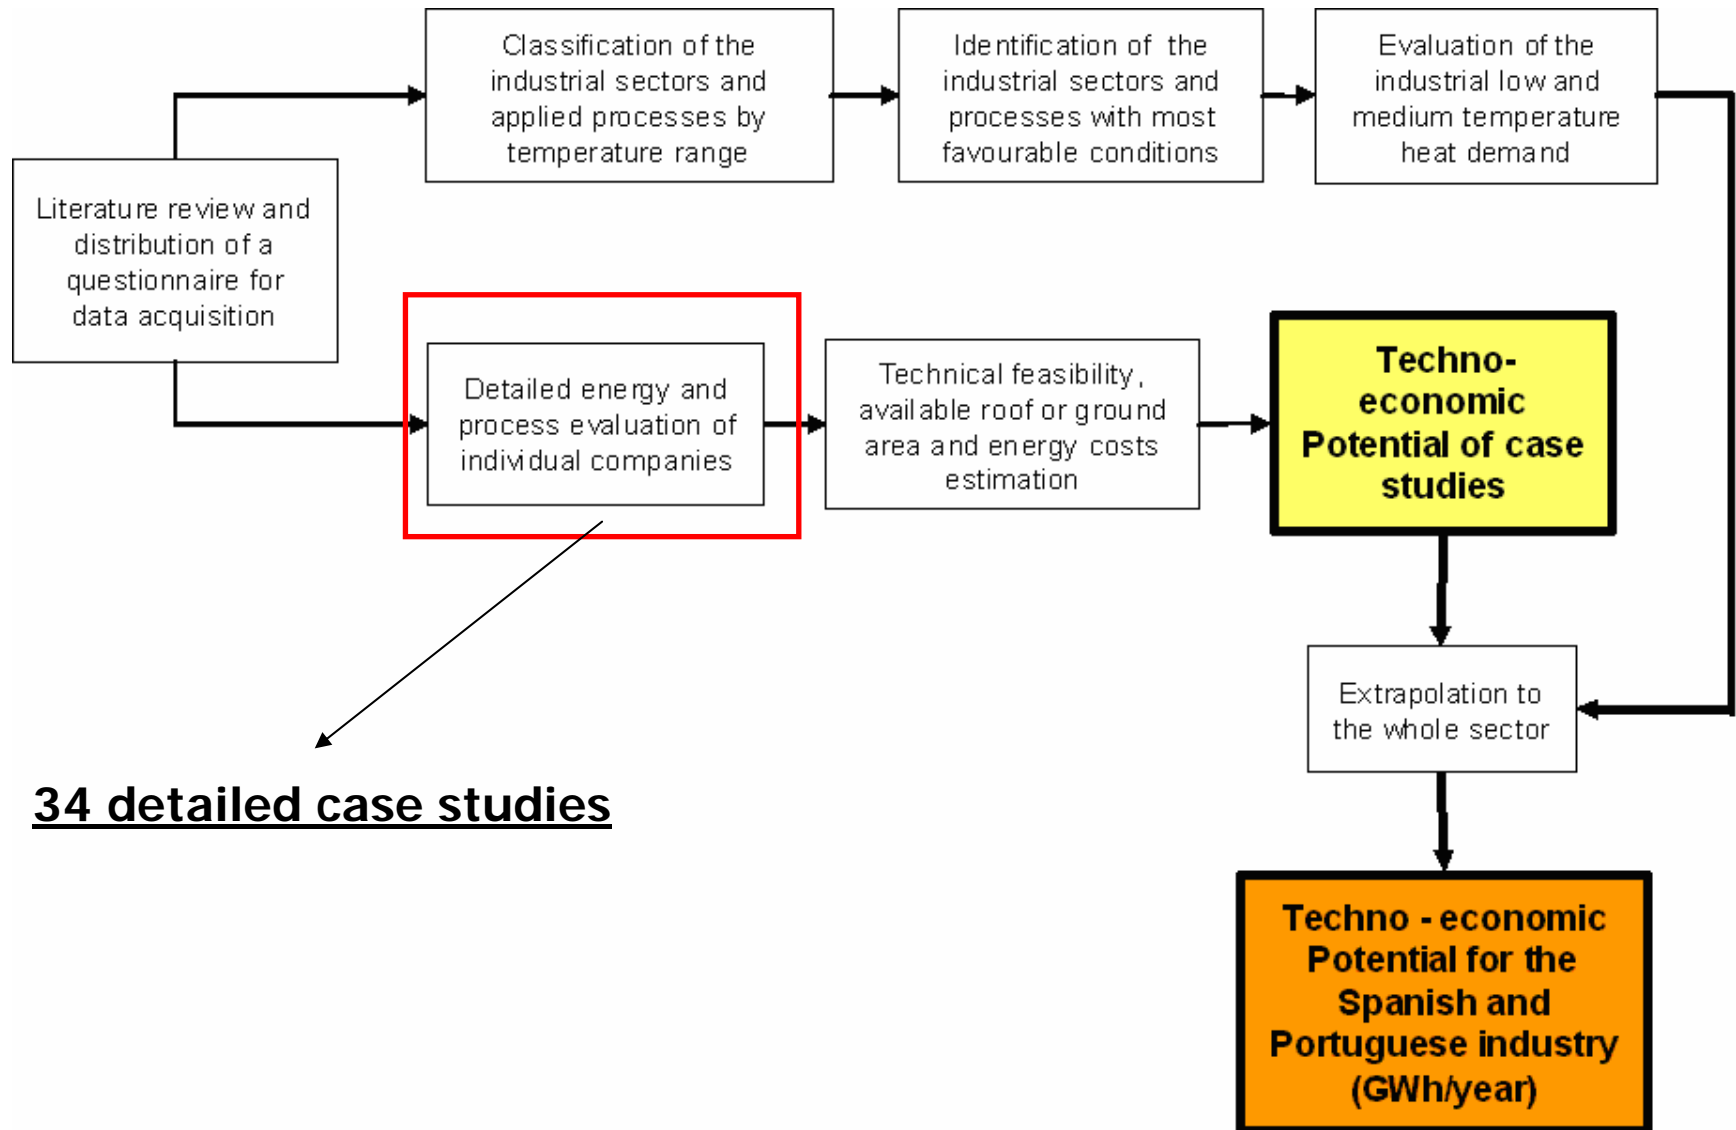 Classification of the
industrial sectors and
applied processes by
temperature range
Identification of the
industrial sectors and
processes with most
favourable conditions
Evaluation of the
industrial low and
medium temperature
heat demand
Literature review and
distribution of a
questionnaire for
data acquisition
Detailed energy and
process evaluation of
individual companies
Technical feasibility,
available roof or ground
area and energy costs
estimation
Techno-
economic
Potential of case
studies
Extrapolation to
the whole sector
34 detailed case studies
Techno - economic
Potential for the
Spanish and
Portuguese industry
(GWh/year)